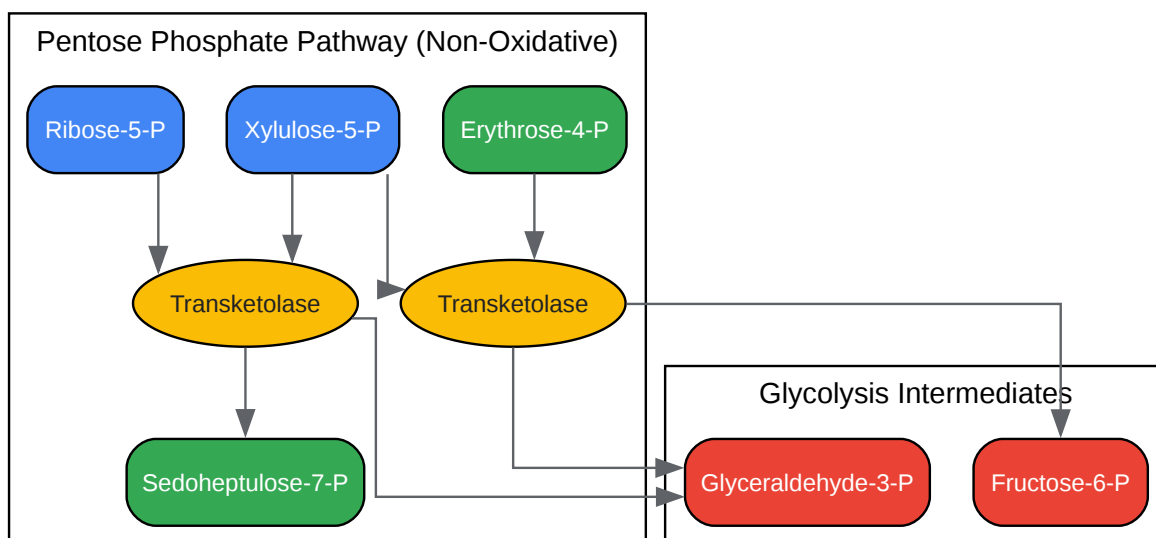 Pentose Phosphate Pathway (Non-Oxidative)
Ribose-5-P
Xylulose-5-P
Erythrose-4-P
Transketolase
Transketolase
Glycolysis Intermediates
Sedoheptulose-7-P
Glyceraldehyde-3-P
Fructose-6-P